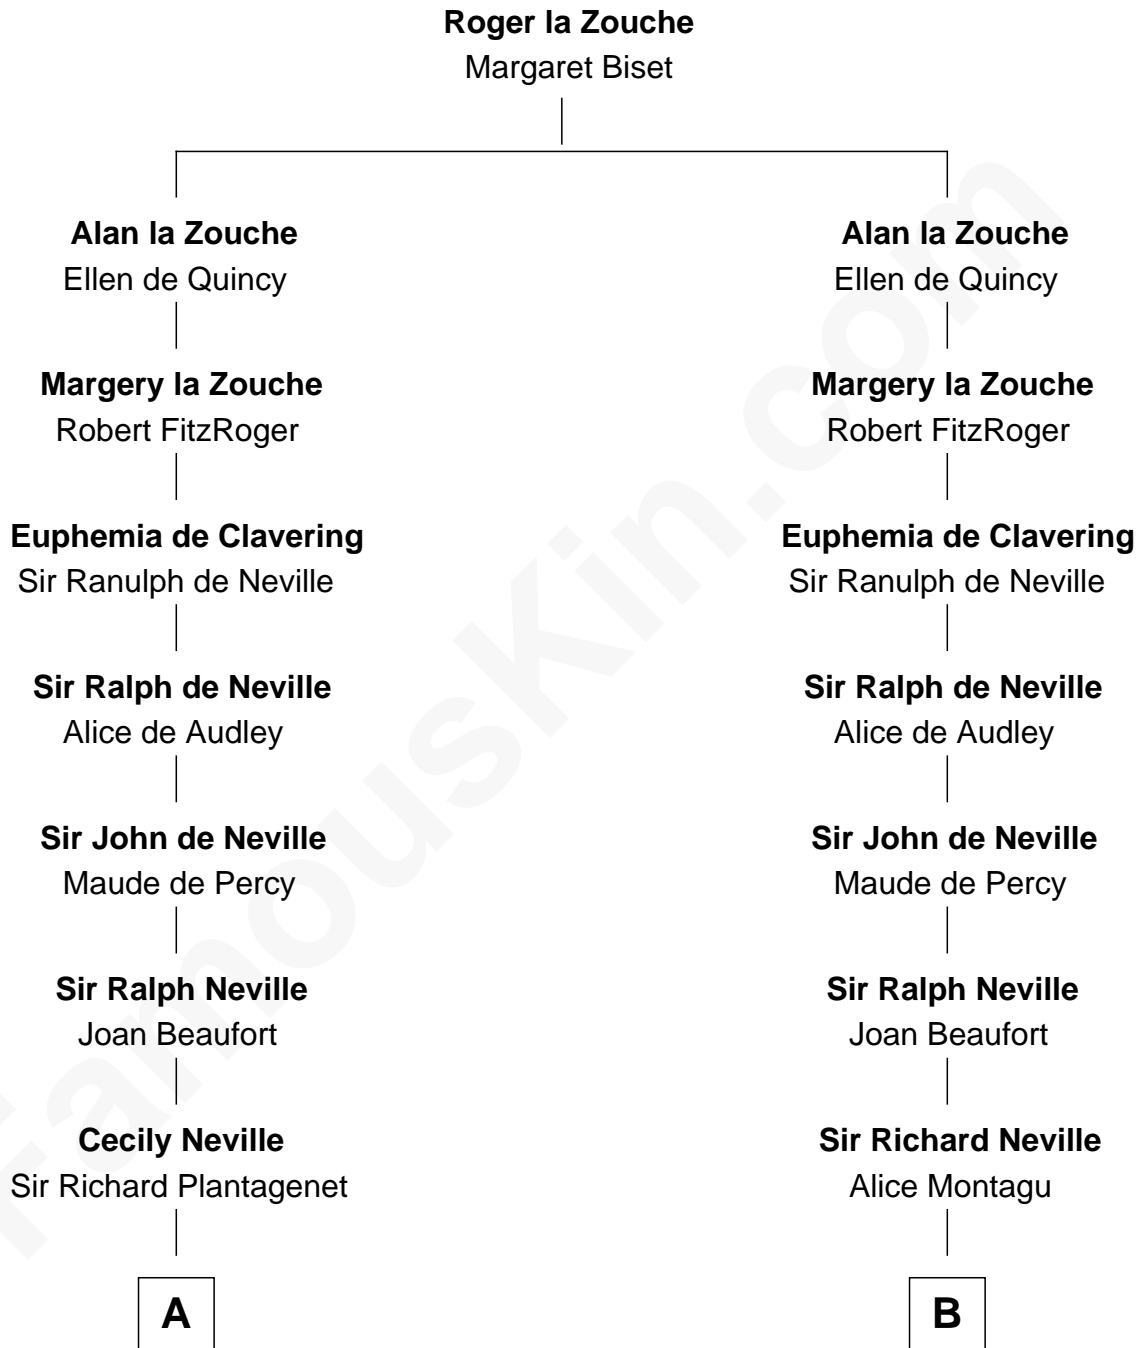 Roger la Zouche
Margaret Biset
Alan la Zouche
Ellen de Quincy
Margery la Zouche
Robert FitzRoger
Euphemia de Clavering
Sir Ranulph de Neville
Sir Ralph de Neville
Alice de Audley
Sir John de Neville
Maude de Percy
Sir Ralph Neville
Joan Beaufort
Cecily Neville
Sir Richard Plantagenet
A
Alan la Zouche
Ellen de Quincy
Margery la Zouche
Robert FitzRoger
Euphemia de Clavering
Sir Ranulph de Neville
Sir Ralph de Neville
Alice de Audley
Sir John de Neville
Maude de Percy
Sir Ralph Neville
Joan Beaufort
Sir Richard Neville
Alice Montagu
B
FamousKin.com